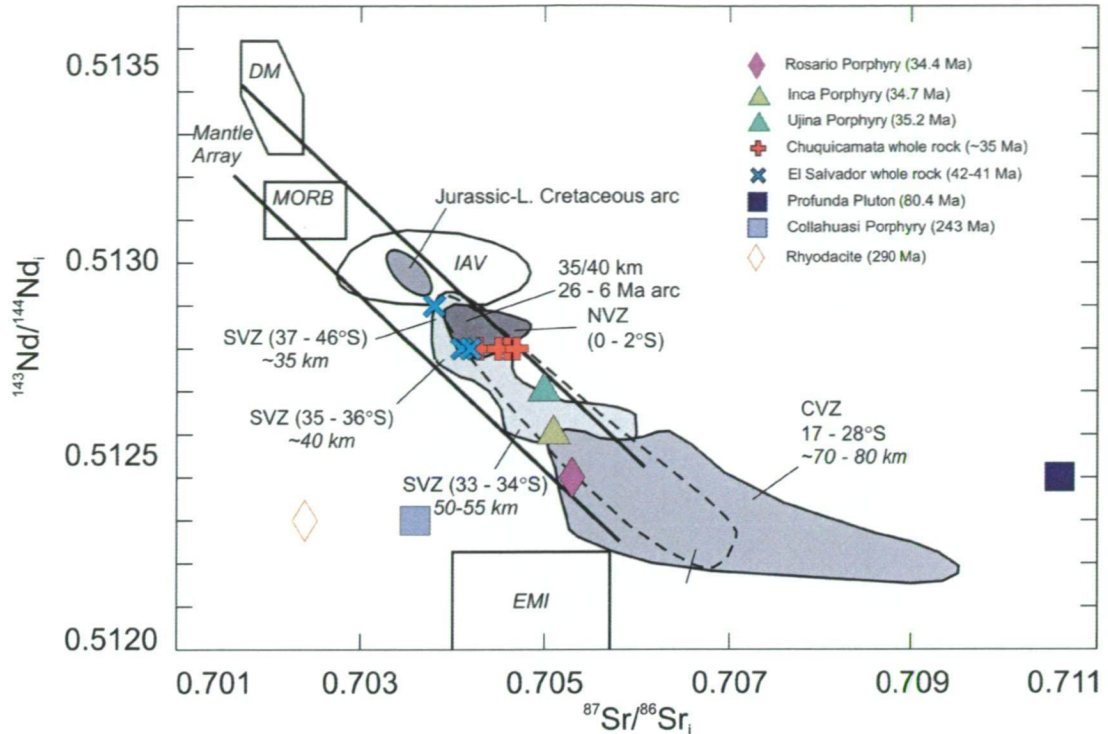 0.5135
0.5130
0.5125
0.5120
¹⁴³Nd/¹⁴⁴Ndᵢ
DM
Mantle
Array
MORB
Jurassic-L. Cretaceous arc
IAV
35/40 km
26 - 6 Ma arc
NVZ
(0 - 2°S)
SVZ (37 - 46°S)
~35 km
SVZ (35 - 36°S)
~40 km
SVZ (33 - 34°S)
50-55 km
CVZ
17 - 28°S
~70 - 80 km
EMI
Rosario Porphyry (34.4 Ma)
Inca Porphyry (34.7 Ma)
Ujina Porphyry (35.2 Ma)
Chuquicamata whole rock (~35 Ma)
El Salvador whole rock (42-41 Ma)
Profunda Pluton (80.4 Ma)
Collahuasi Porphyry (243 Ma)
Rhyodacite (290 Ma)
0.701 0.703 0.705 0.707 0.709 0.711
⁸⁷Sr/⁸⁶Srᵢ